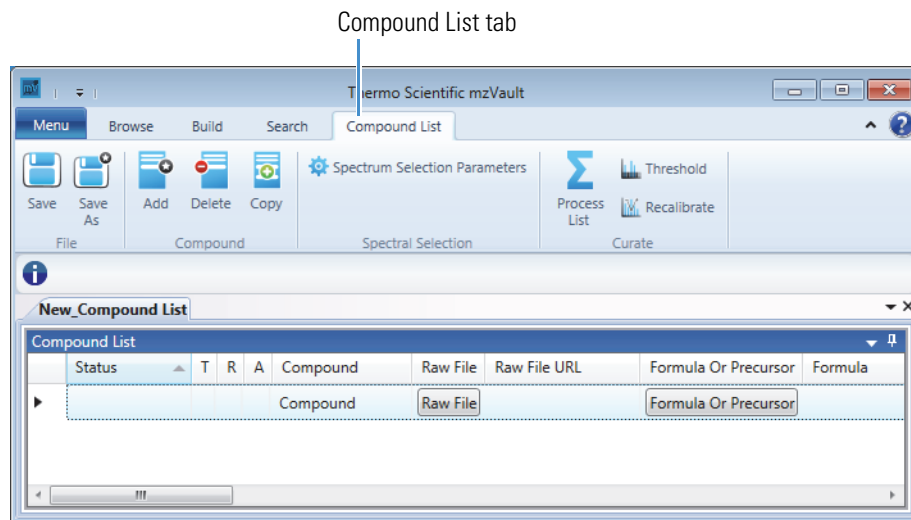 Compound List tab
mV
Thermo Scientific mzVault
Menu Browse Build Search Compound List
Save Save As Add Delete Copy Spectrum Selection Parameters Process List Threshold
Recalibrate
File Compound Spectral Selection Curate
New_Compound List
Compound List
Status T R A Compound Raw File Raw File URL Formula Or Precursor Formula
Compound Raw File Formula Or Precursor